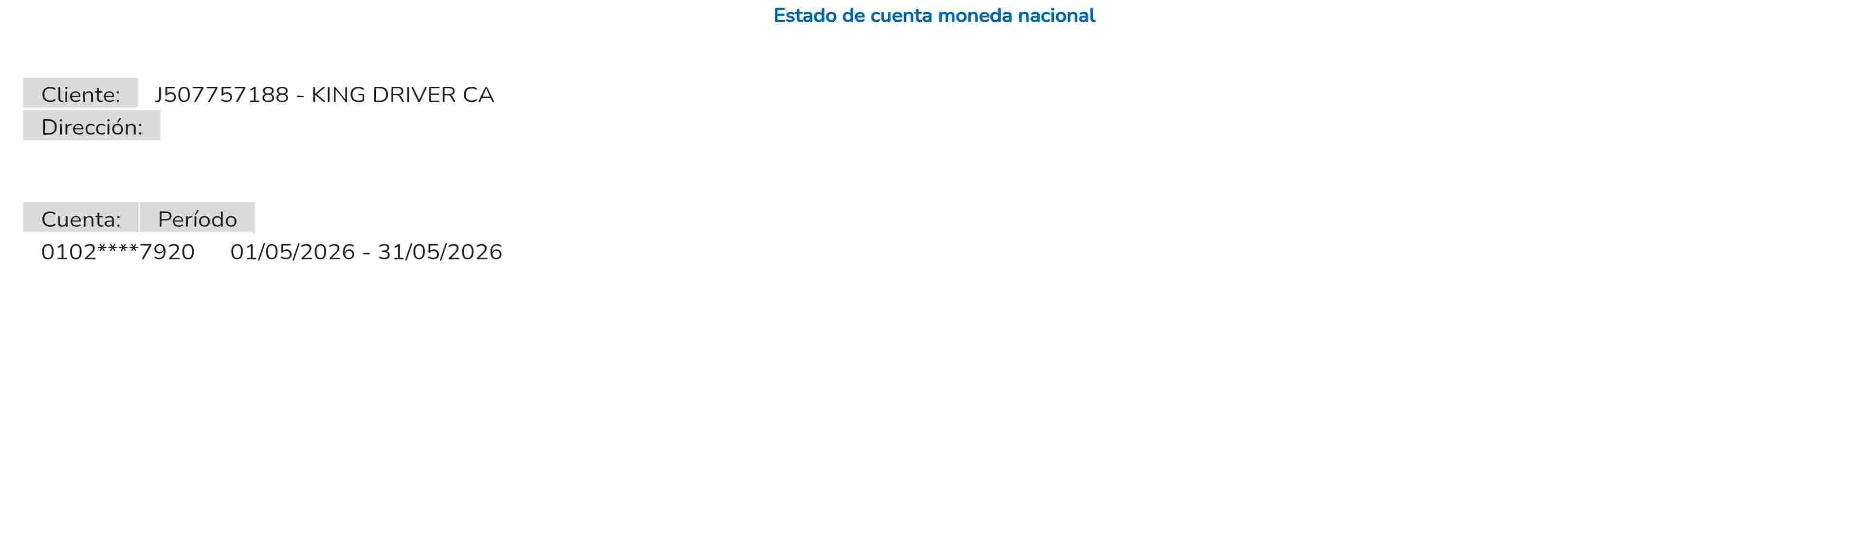 Estado de cuenta moneda nacional
Cliente: J507757188 - KING DRIVER CA
Dirección:
Cuenta: Período
0102****7920 01/05/2026 - 31/05/2026